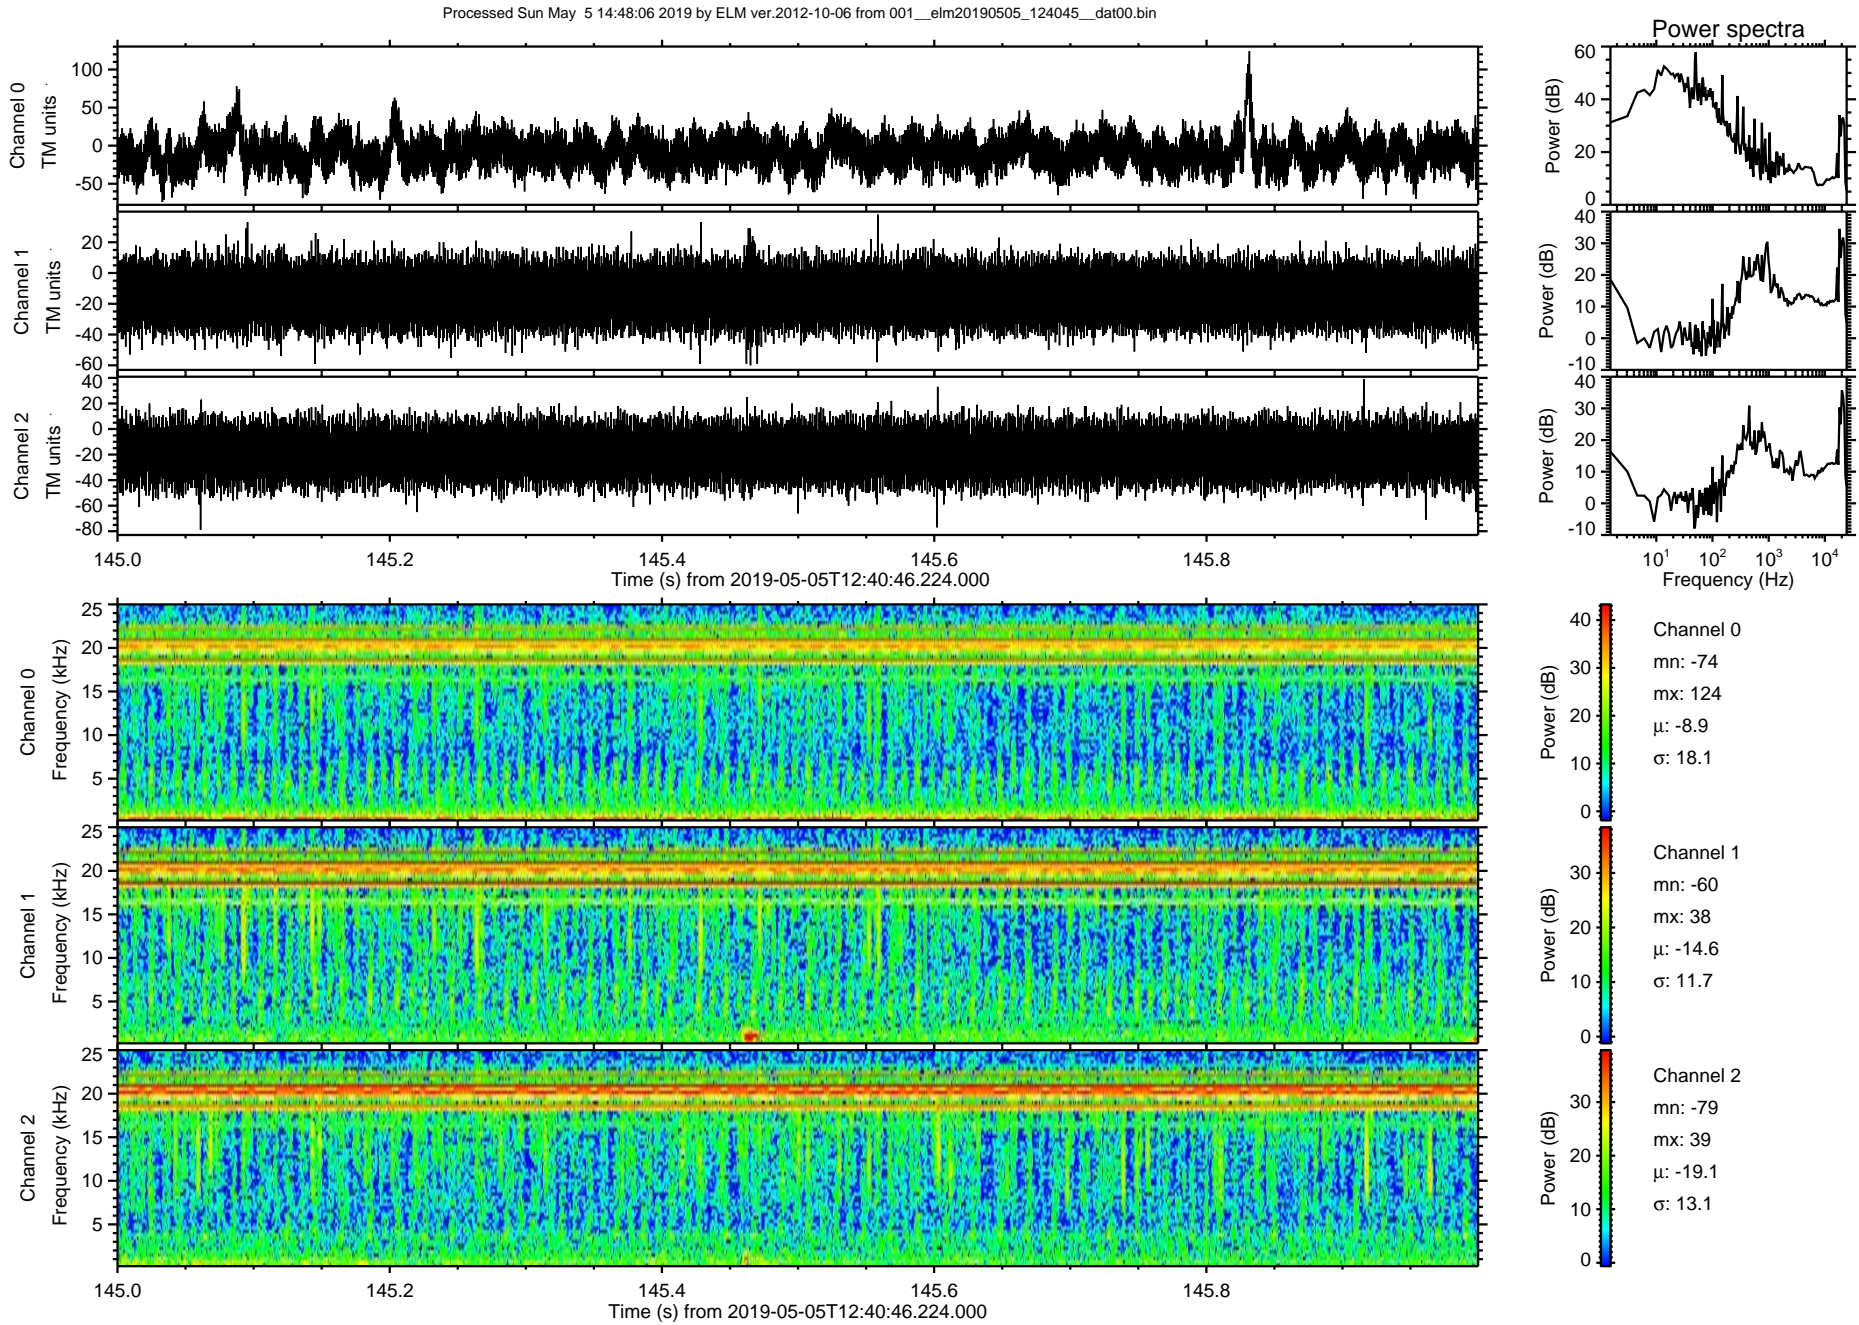 Processed Sun May  5 14:48:06 2019 by ELM ver.2012-10-06 from 001__elm20190505_124045__dat00.bin
Power spectra
Channel 0
TM units
100
50
0
-50
Power (dB)
60
40
20
0
Channel 1
TM units
20
0
-20
-40
-60
Power (dB)
40
30
20
10
0
-10
Channel 2
TM units
40
20
0
-20
-40
-60
-80
Power (dB)
40
30
20
10
0
-10
145.0 145.2 145.4 145.6 145.8
Time (s) from 2019-05-05T12:40:46.224.000
10^1 10^2 10^3 10^4
Frequency (Hz)
Channel 0
Frequency (kHz)
25
20
15
10
5
Power (dB)
40
30
20
10
0
Channel 0
mn: -74
mx: 124
μ: -8.9
σ: 18.1
Channel 1
Frequency (kHz)
25
20
15
10
5
Power (dB)
30
20
10
0
Channel 1
mn: -60
mx: 38
μ: -14.6
σ: 11.7
Channel 2
Frequency (kHz)
25
20
15
10
5
Power (dB)
30
20
10
0
Channel 2
mn: -79
mx: 39
μ: -19.1
σ: 13.1
145.0 145.2 145.4 145.6 145.8
Time (s) from 2019-05-05T12:40:46.224.000